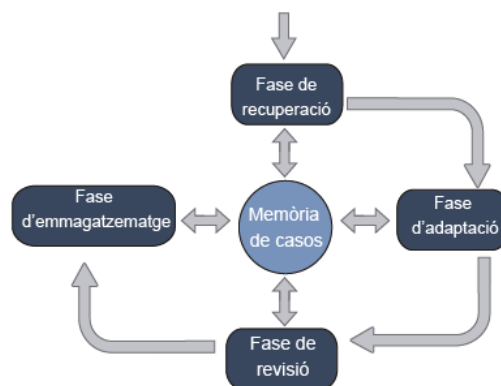 Fase de
recuperació
Fase
d'emmagatzematge
Memòria
de casos
Fase
d'adaptació
Fase de
revisió